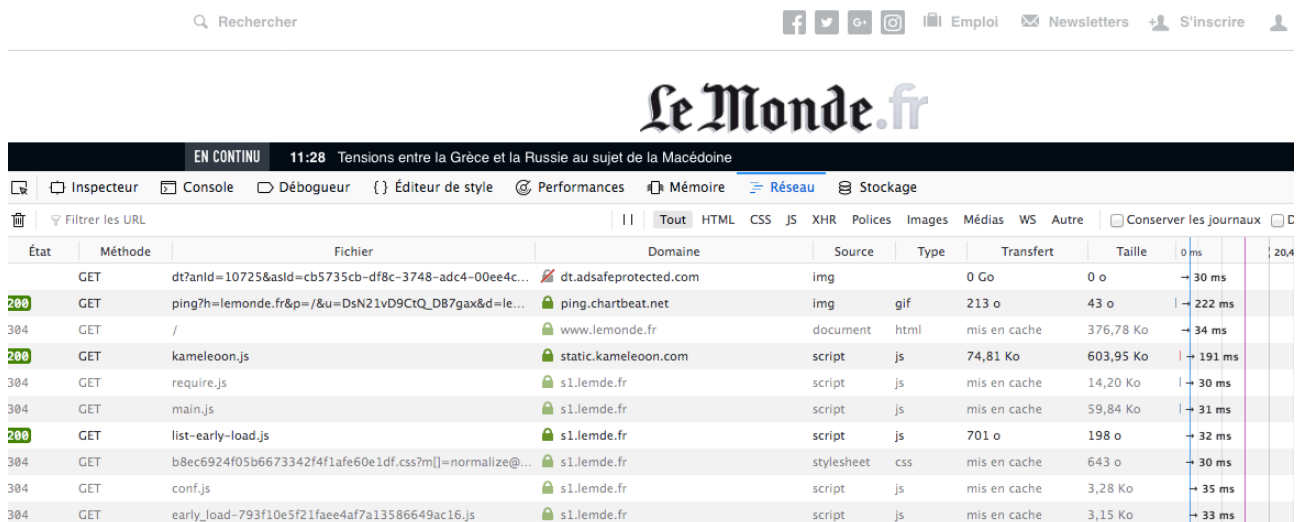 Rechercher Emploi Newsletters S'inscrire
Le Monde.fr
EN CONTINU 11:28 Tensions entre la Grèce et la Russie au sujet de la Macédoine
Inspecteur Console Débogueur {} Éditeur de style Performances Mémoire Réseau Stockage
Filtrer les URL Tout HTML CSS JS XHR Polices Images Médias WS Autre Conserver les journaux D
État Méthode Fichier Domaine Source Type Transfert Taille 0 ms 20,4
GET dt?anId=10725&asId=cb5735cb-df8c-3748-adc4-00ee4c... dt.adsafeprotected.com img 0 Go 0 o → 30 ms
200 GET ping?h=lemonde.fr&p=/&u=DsN21vD9CtQ_DB7gax&d=le... ping.chartbeat.net img gif 213 o 43 o → 222 ms
304 GET / www.lemonde.fr document html mis en cache 376,78 Ko → 34 ms
200 GET kameleoon.js static.kameleoon.com script js 74,81 Ko 603,95 Ko → 191 ms
304 GET require.js s1.lemde.fr script js mis en cache 14,20 Ko → 30 ms
304 GET main.js s1.lemde.fr script js mis en cache 59,84 Ko → 31 ms
200 GET list-early-load.js s1.lemde.fr script js 701 o 198 o → 32 ms
304 GET b8ec6924f05b6673342f4f1afe60e1df.css?m[]=normalize@... s1.lemde.fr stylesheet css mis en cache 643 o → 30 ms
304 GET conf.js s1.lemde.fr script js mis en cache 3,28 Ko → 35 ms
304 GET early_load-793f10e5f21faee4af7a13586649ac16.js s1.lemde.fr script js mis en cache 3,15 Ko → 33 ms